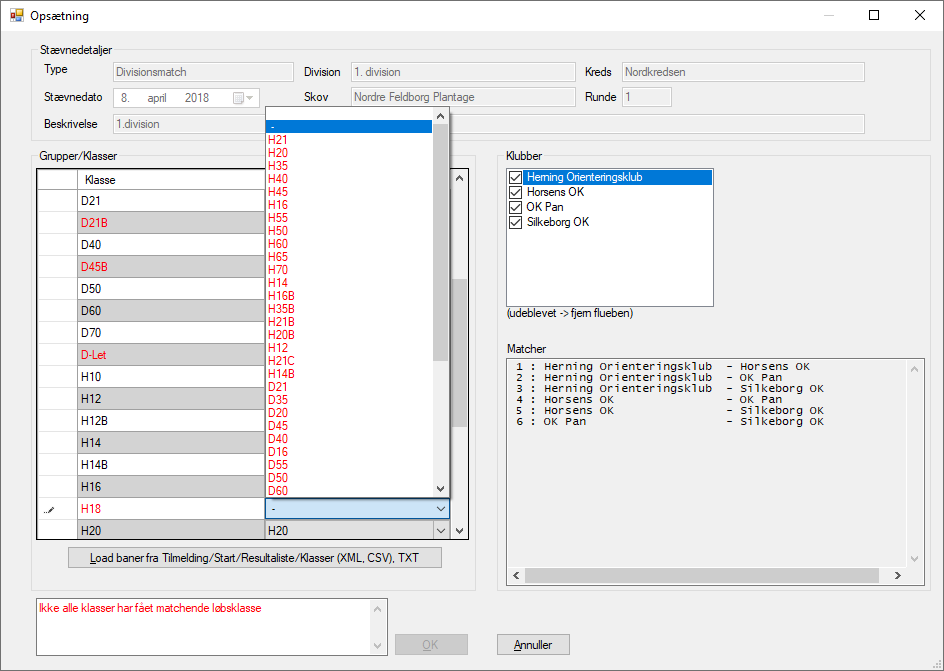 Opsætning
Stævnedetaljer
Type Divisionsmatch Division 1. division Kreds Nordkredsen
Stævnedato 8. april 2018 Skov Nordre Feldborg Plantage Runde 1
Beskrivelse 1.division
Grupper/Klasser
Klasse
D21
D21B
D40
D45B
D50
D60
D70
D-Let
H10
H12
H12B
H14
H14B
H16
H18 -
H20 H20
-
H21
H20
H35
H40
H45
H16
H55
H50
H60
H65
H70
H14
H16B
H35B
H21B
H20B
H12
H21C
H14B
D21
D35
D20
D45
D40
D16
D55
D50
D60
Load baner fra Tilmelding/Start/Resultaliste/Klasser (XML, CSV), TXT
Klubber
Herning Orienteringsklub
Horsens OK
OK Pan
Silkeborg OK
(udeblevet -> fjern flueben)
Matcher
1 : Herning Orienteringsklub - Horsens OK
2 : Herning Orienteringsklub - OK Pan
3 : Herning Orienteringsklub - Silkeborg OK
4 : Horsens OK - OK Pan
5 : Horsens OK - Silkeborg OK
6 : OK Pan - Silkeborg OK
Ikke alle klasser har fået matchende løbsklasse
OK Annuller